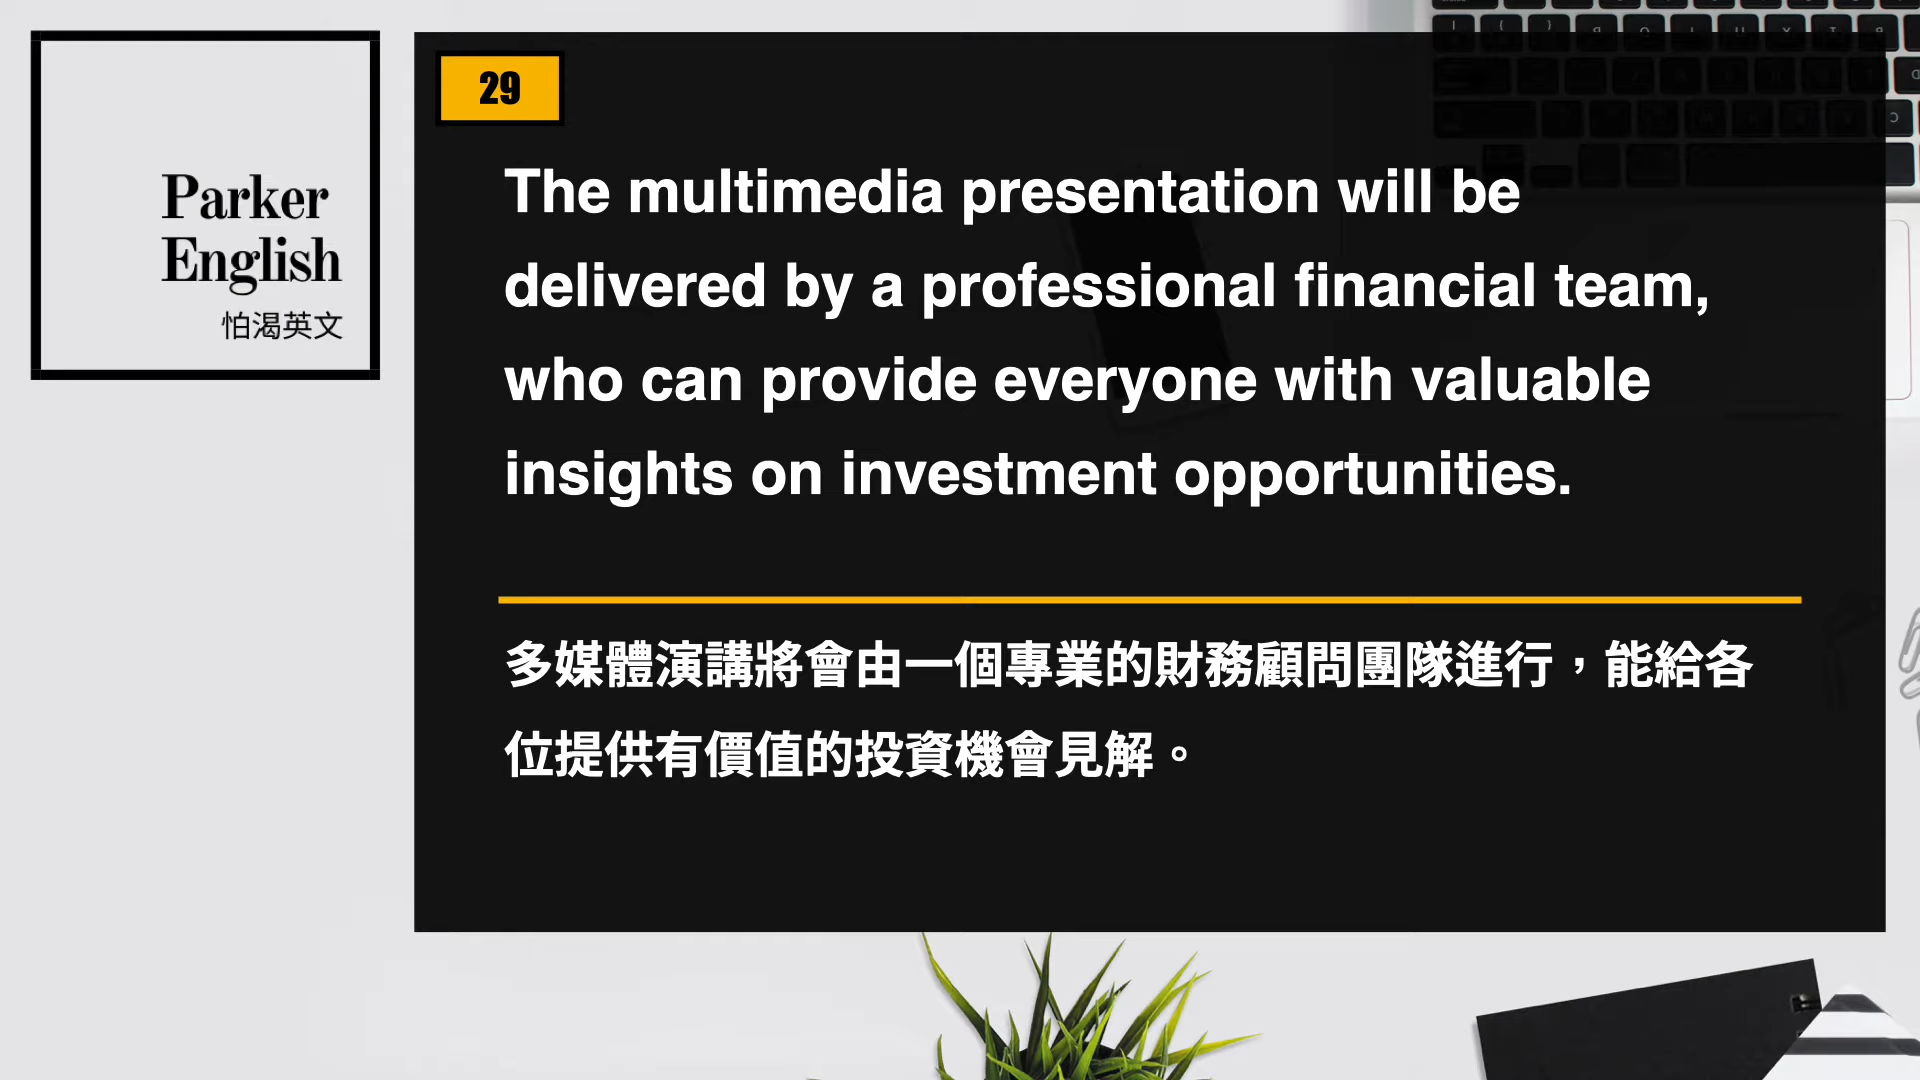 Parker
English
怕渴英文
29
The multimedia presentation will be
delivered by a professional financial team,
who can provide everyone with valuable
insights on investment opportunities.
多媒體演講將會由一個專業的財務顧問團隊進行，能給各
位提供有價值的投資機會見解。